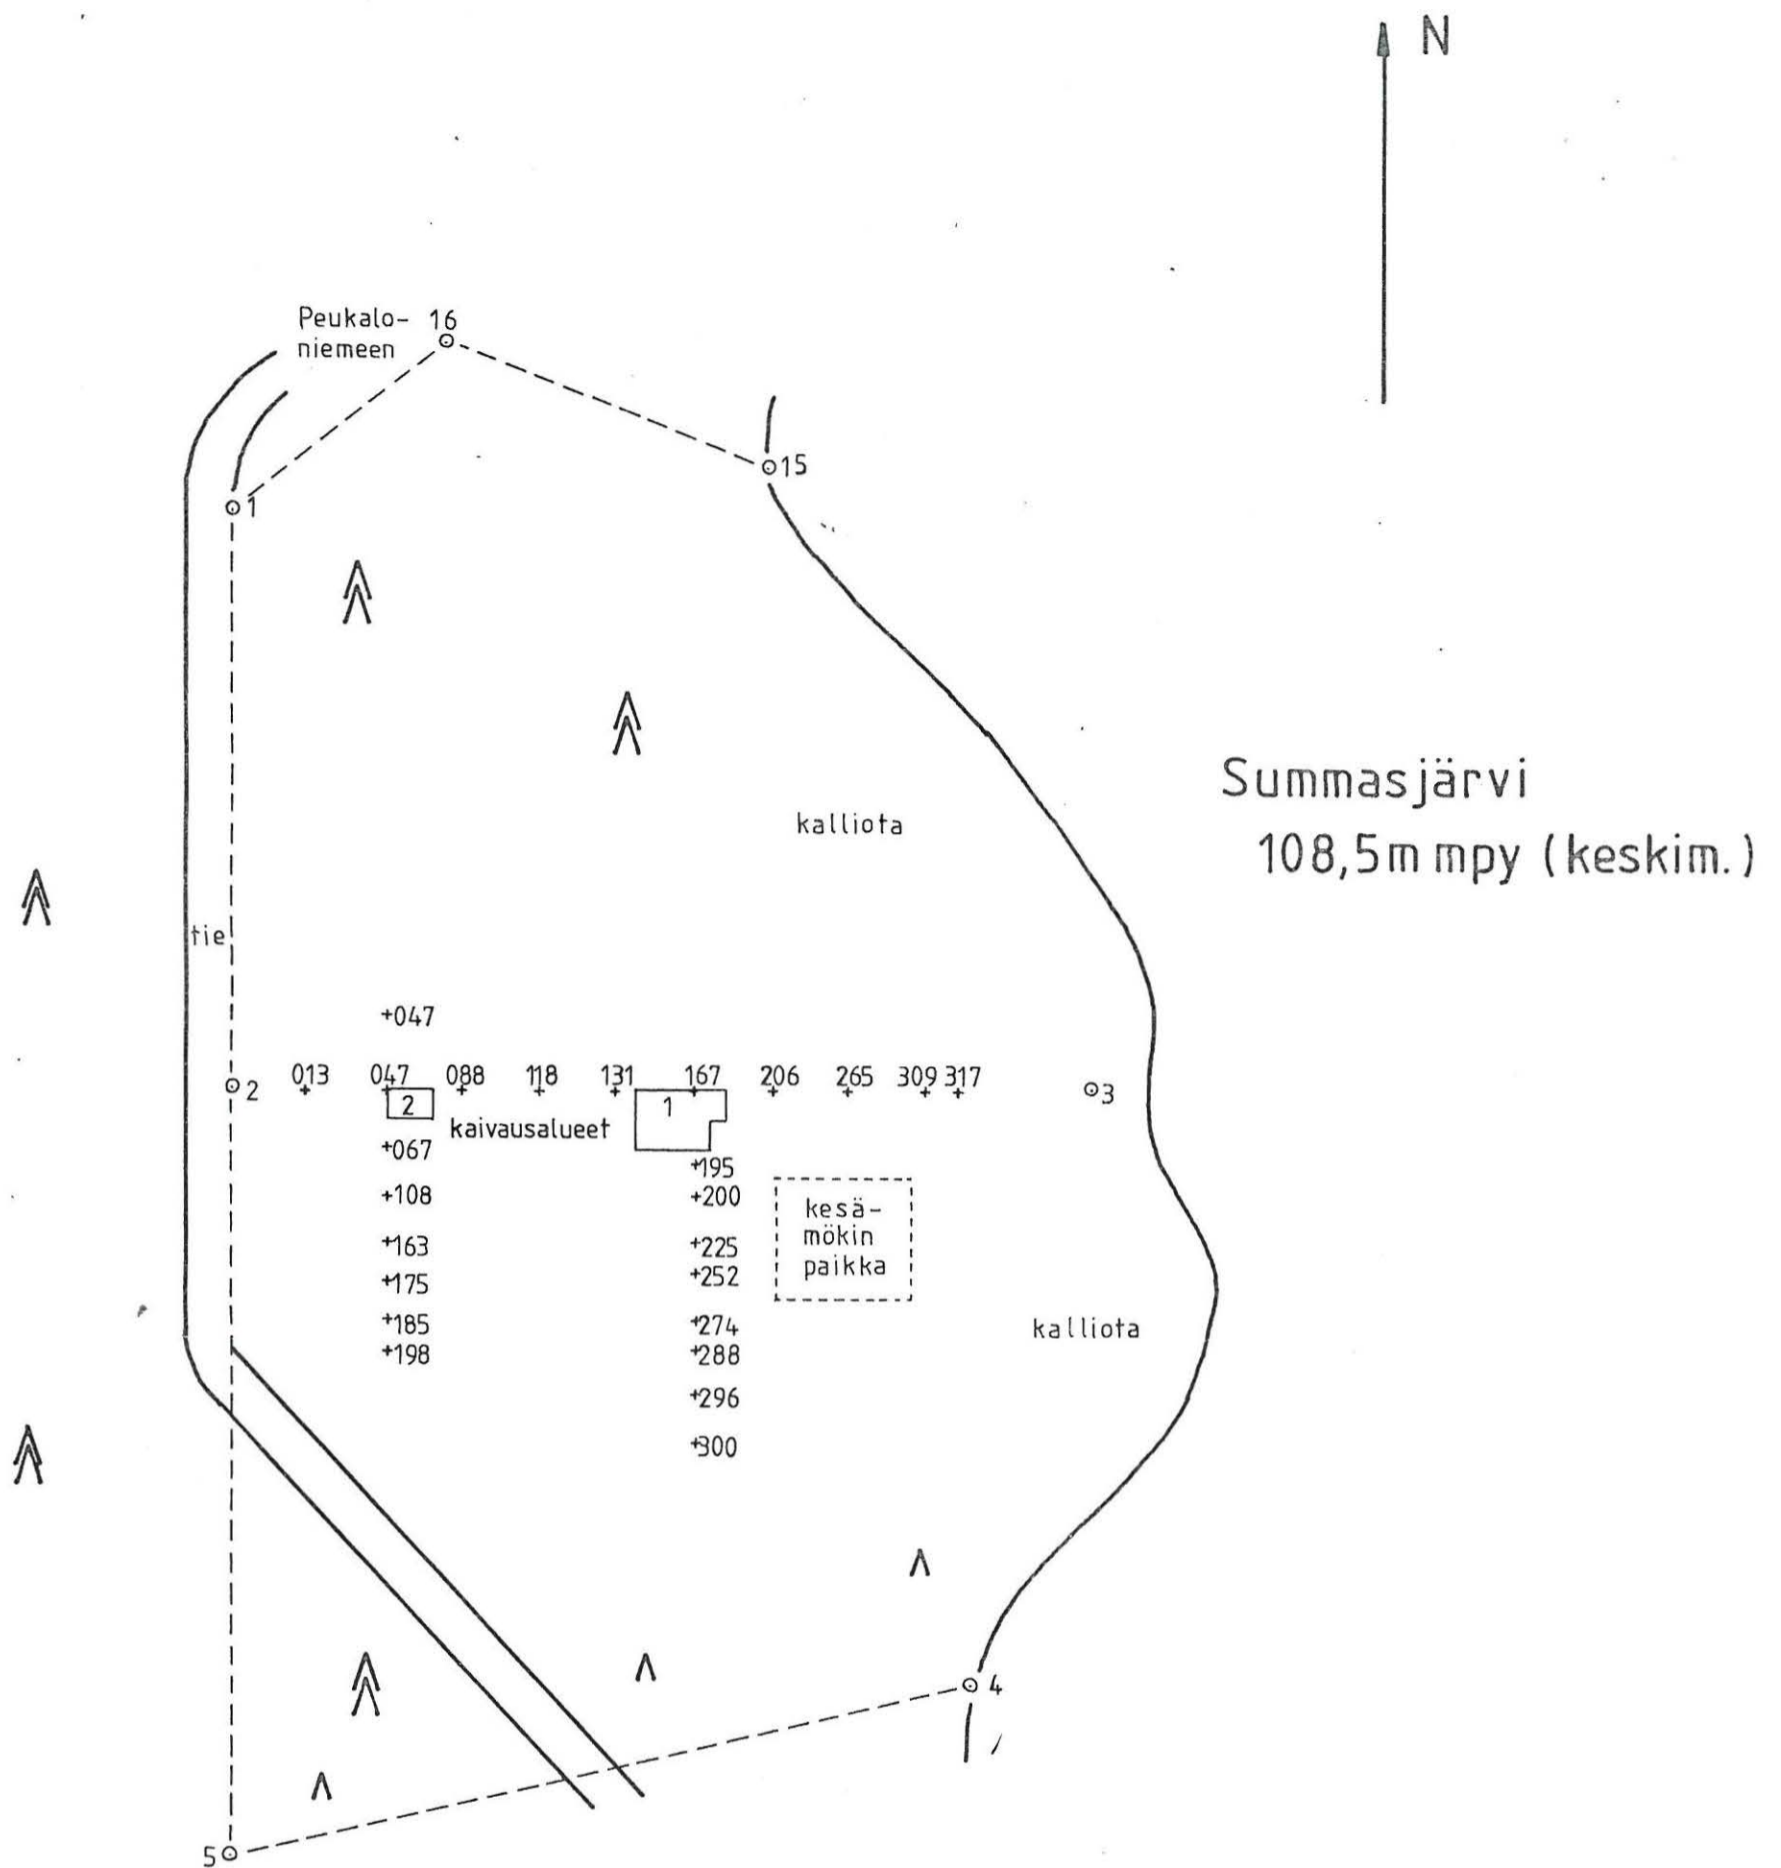 N
Peukalo- 16
niemeen
15
1
Summasjärvi
kalliota
108,5m mpy (keskim.)
tie
+047
013 047 088 118 131 167 206 265 309 317
2 3
2 1
kaivausalueet
+067
+195
+108 +200
kesä-
mökin
paikka
+163 +225
+175 +252
+185 +274
kalliota
+198 +288
+296
+300
4
5